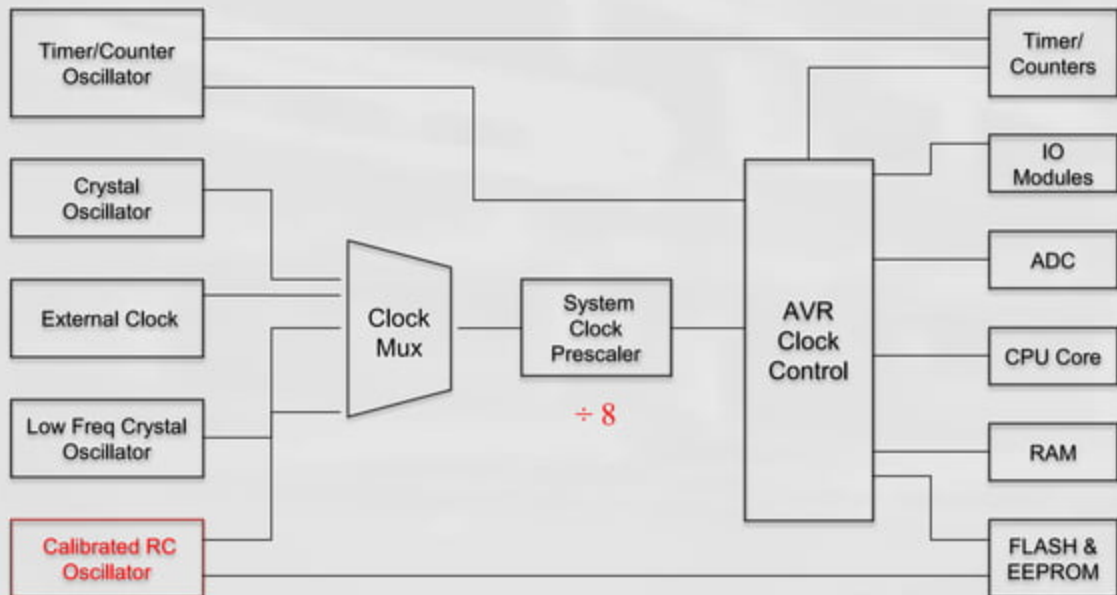 Timer/Counter
Oscillator
Crystal
Oscillator
External Clock
Low Freq Crystal
Oscillator
Calibrated RC
Oscillator
Clock
Mux
System
Clock
Prescaler
÷ 8
AVR
Clock
Control
Timer/
Counters
IO
Modules
ADC
CPU Core
RAM
FLASH &
EEPROM